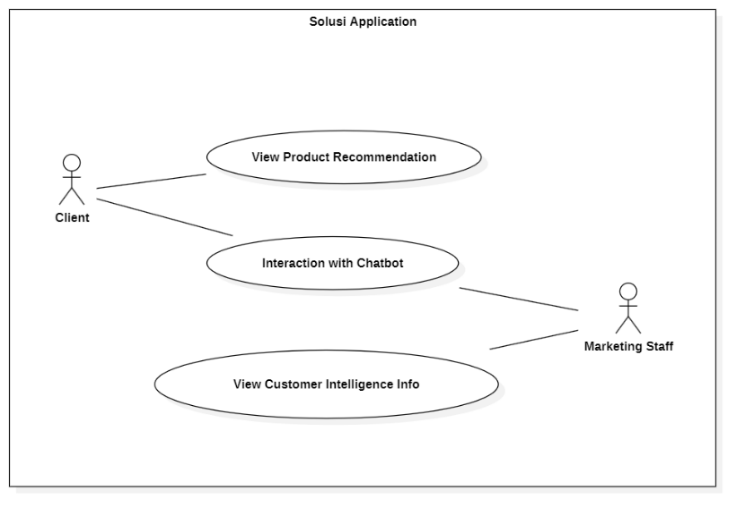 Solusi Application
View Product Recommendation
Client
Interaction with Chatbot
Marketing Staff
View Customer Intelligence Info